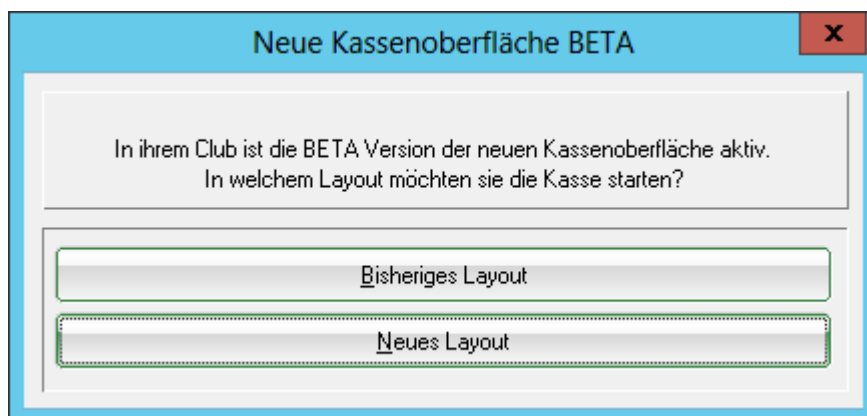 Neue Kassenoberfläche BETA
x
In ihrem Club ist die BETA Version der neuen Kassenoberfläche aktiv.
In welchem Layout möchten sie die Kasse starten?
Bisheriges Layout
Neues Layout